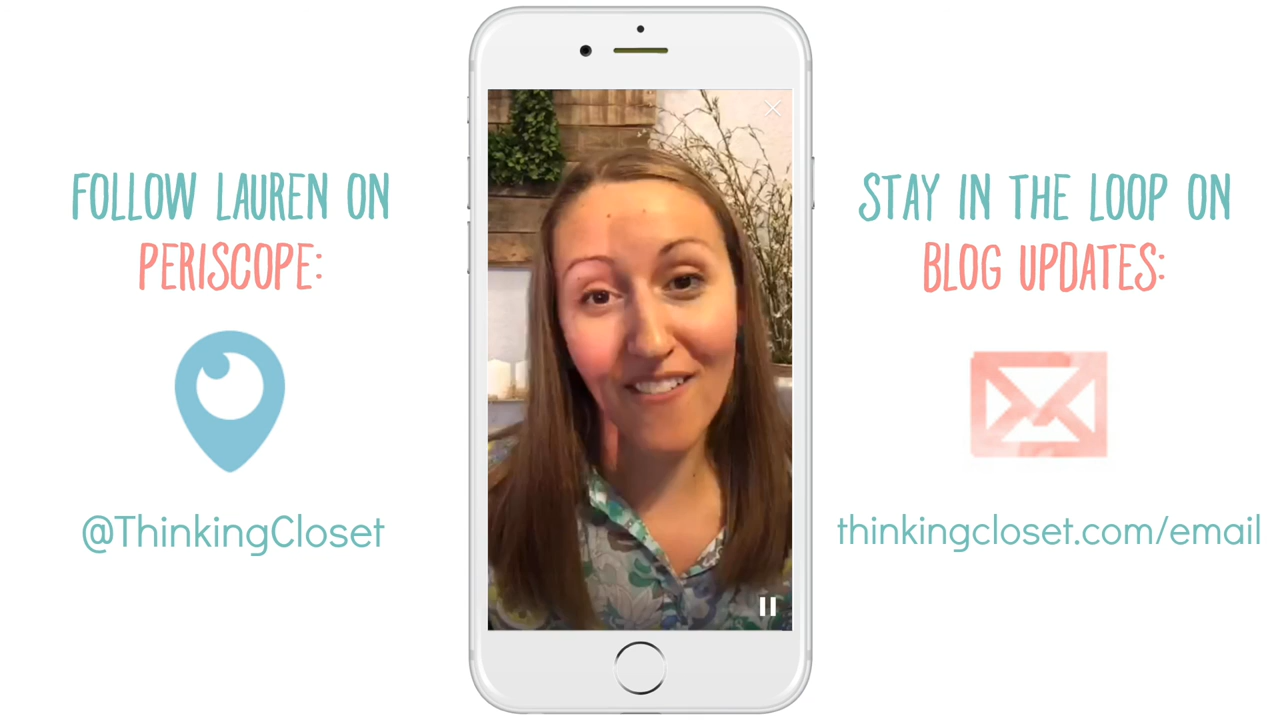 FOLLOW LAUREN ON
PERISCOPE:
@ThinkingCloset
STAY IN THE LOOP ON
BLOG UPDATES:
thinkingcloset.com/email